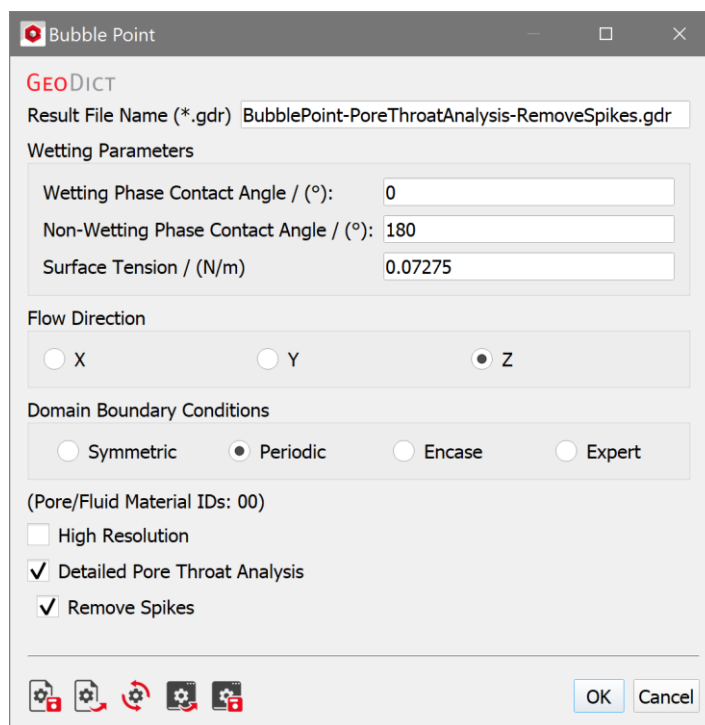 Bubble Point
GEODICT
Result File Name (*.gdr) BubblePoint-PoreThroatAnalysis-RemoveSpikes.gdr
Wetting Parameters
Wetting Phase Contact Angle / (°): 0
Non-Wetting Phase Contact Angle / (°): 180
Surface Tension / (N/m) 0.07275
Flow Direction
X Y Z
Domain Boundary Conditions
Symmetric Periodic Encase Expert
(Pore/Fluid Material IDs: 00)
High Resolution
Detailed Pore Throat Analysis
Remove Spikes
OK Cancel